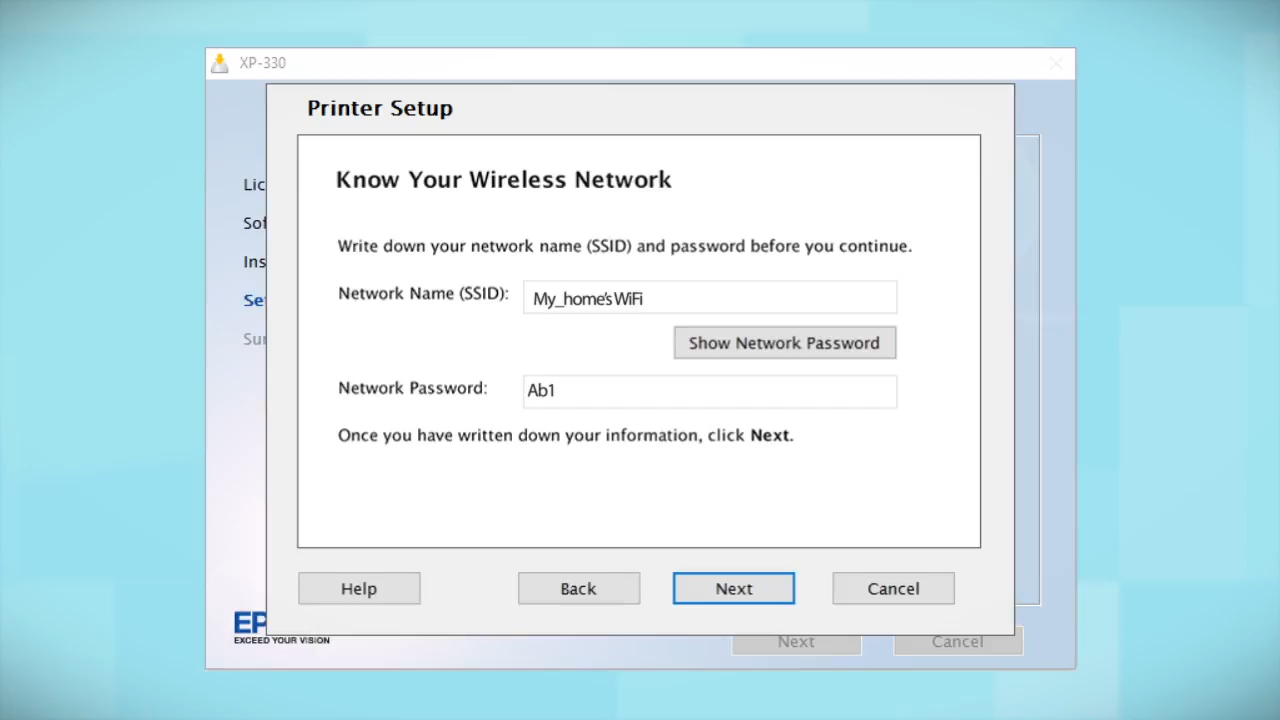 XP-330
Printer Setup
Know Your Wireless Network
Write down your network name (SSID) and password before you continue.
Network Name (SSID): My_home's WiFi
Show Network Password
Network Password: Ab1
Once you have written down your information, click Next.
Lic
Sof
Ins
Se
Sur
Help Back Next Cancel
EP
EXCEED YOUR VISION
Next Cancel